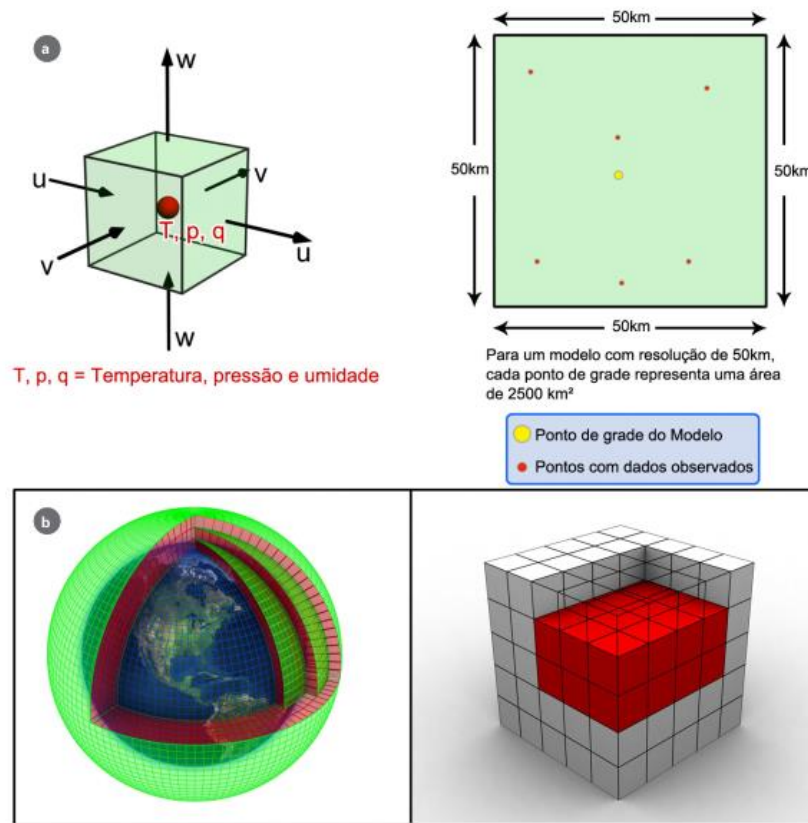 a
w
u
v
T, p, q
v
u
w
T, p, q = Temperatura, pressão e umidade
50km
50km
50km
50km
Para um modelo com resolução de 50km,
cada ponto de grade representa uma área
de 2500 km²
Ponto de grade do Modelo
Pontos com dados observados
b